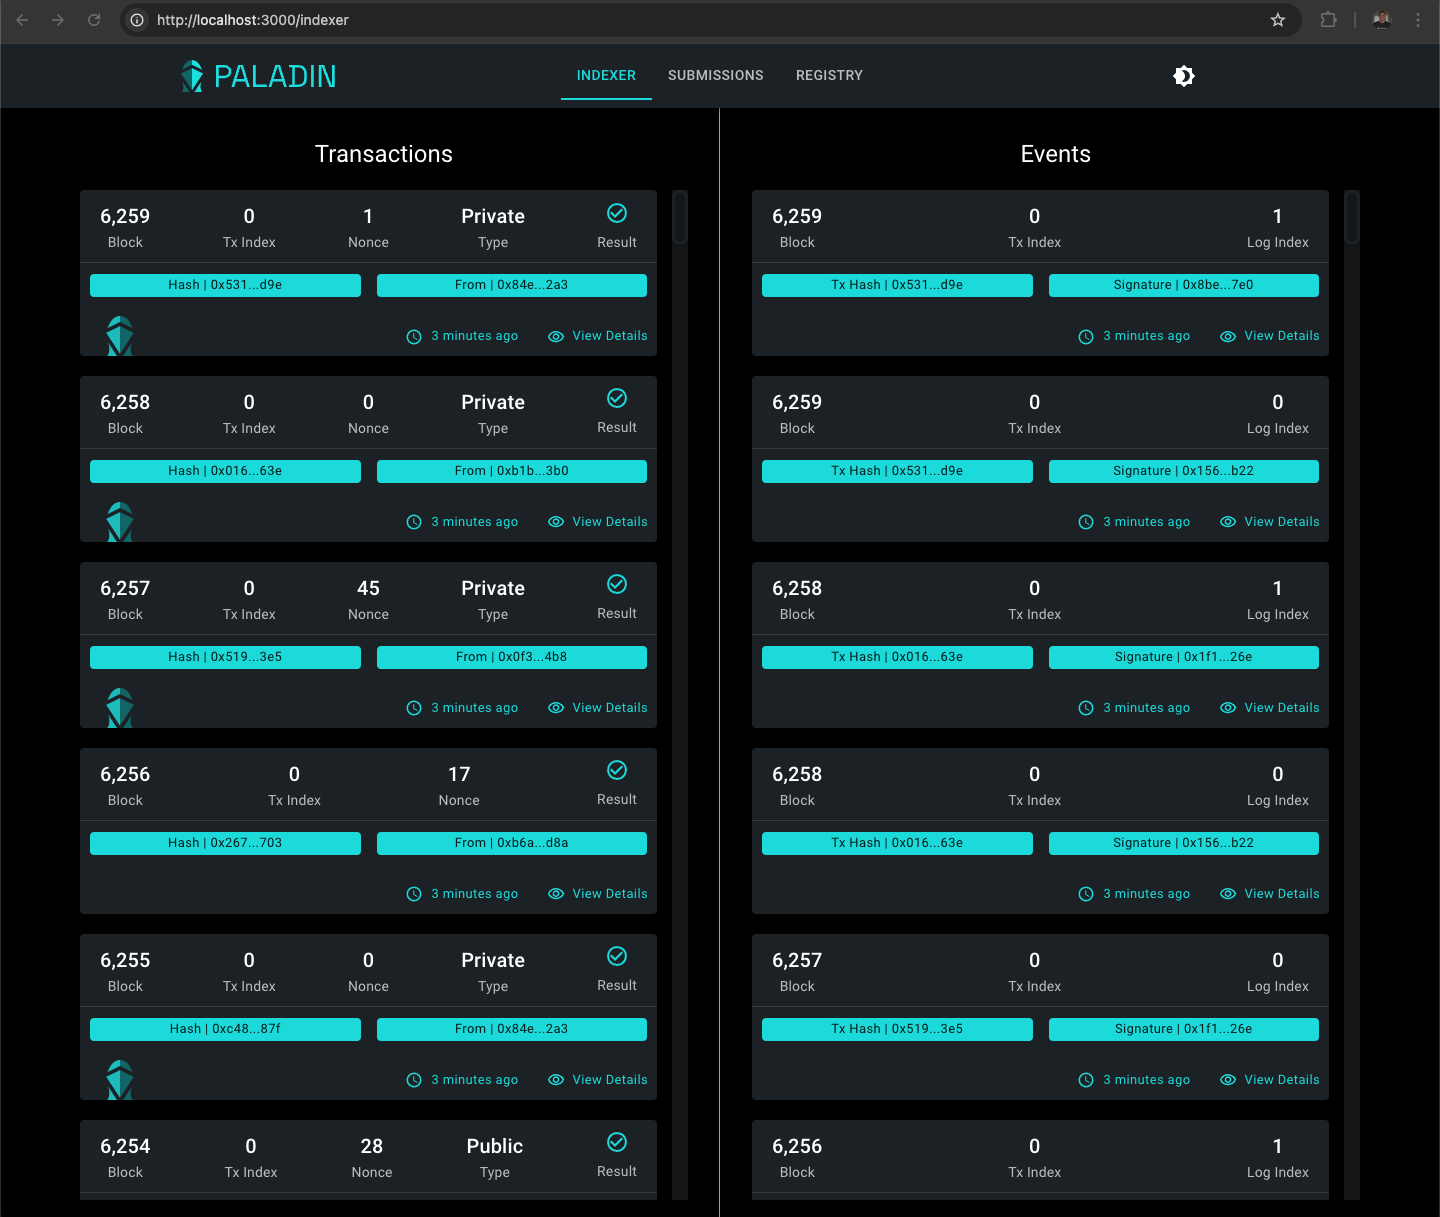 http://localhost:3000/indexer
PALADIN
INDEXER SUBMISSIONS REGISTRY
Transactions
6,259 0 1 Private
Block Tx Index Nonce Type Result
Hash | 0x531...d9e From | 0x84e...2a3
3 minutes ago View Details
6,258 0 0 Private
Block Tx Index Nonce Type Result
Hash | 0x016...63e From | 0xb1b...3b0
3 minutes ago View Details
6,257 0 45 Private
Block Tx Index Nonce Type Result
Hash | 0x519...3e5 From | 0x0f3...4b8
3 minutes ago View Details
6,256 0 17
Block Tx Index Nonce Result
Hash | 0x267...703 From | 0xb6a...d8a
3 minutes ago View Details
6,255 0 0 Private
Block Tx Index Nonce Type Result
Hash | 0xc48...87f From | 0x84e...2a3
3 minutes ago View Details
6,254 0 28 Public
Block Tx Index Nonce Type Result
Events
6,259 0 1
Block Tx Index Log Index
Tx Hash | 0x531...d9e Signature | 0x8be...7e0
3 minutes ago View Details
6,259 0 0
Block Tx Index Log Index
Tx Hash | 0x531...d9e Signature | 0x156...b22
3 minutes ago View Details
6,258 0 1
Block Tx Index Log Index
Tx Hash | 0x016...63e Signature | 0x1f1...26e
3 minutes ago View Details
6,258 0 0
Block Tx Index Log Index
Tx Hash | 0x016...63e Signature | 0x156...b22
3 minutes ago View Details
6,257 0 0
Block Tx Index Log Index
Tx Hash | 0x519...3e5 Signature | 0x1f1...26e
3 minutes ago View Details
6,256 0 1
Block Tx Index Log Index